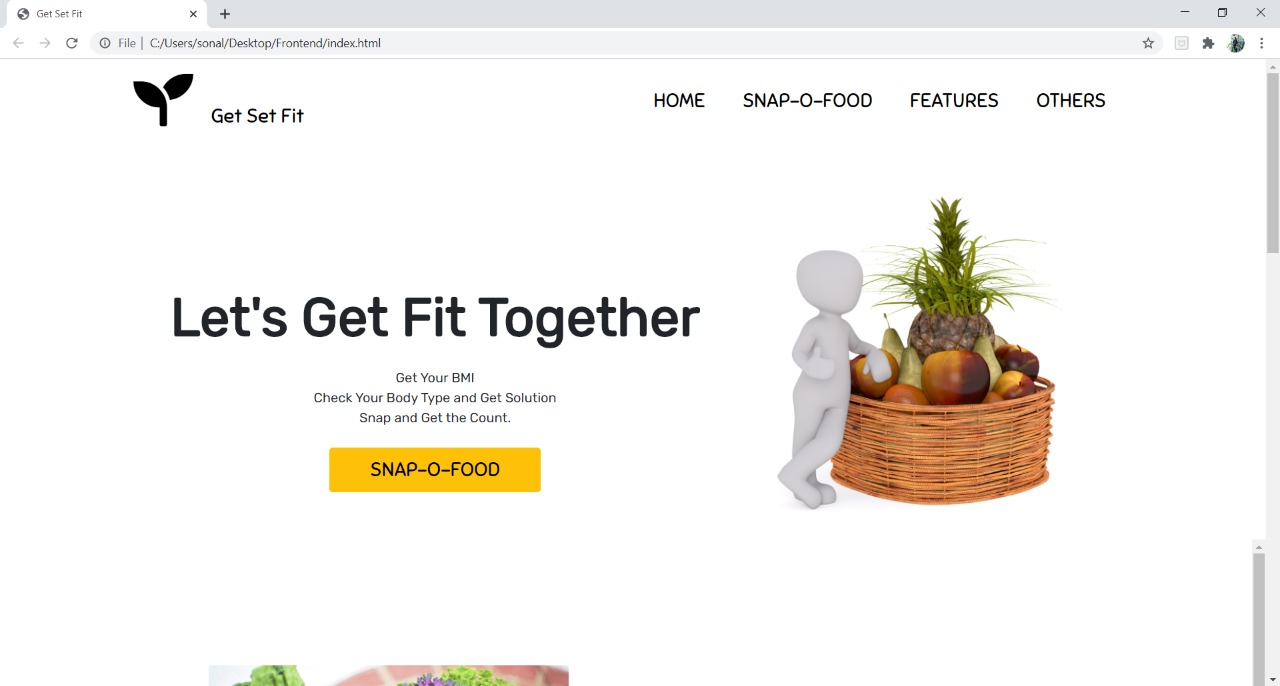 Get Set Fit
File | C:/Users/sonal/Desktop/Frontend/index.html
Get Set Fit
HOME SNAP-O-FOOD FEATURES OTHERS
Let's Get Fit Together
Get Your BMI
Check Your Body Type and Get Solution
Snap and Get the Count.
SNAP-O-FOOD